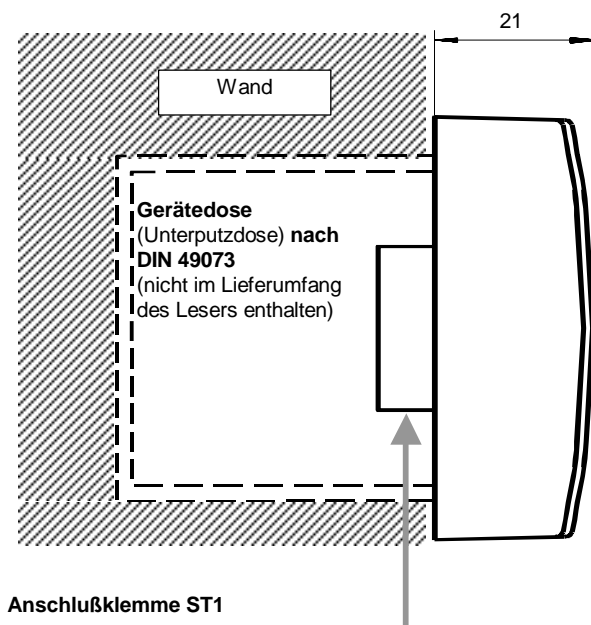 21
Wand
Gerätedose
(Unterputzdose) nach
DIN 49073
(nicht im Lieferumfang
des Lesers enthalten)
Anschlußklemme ST1